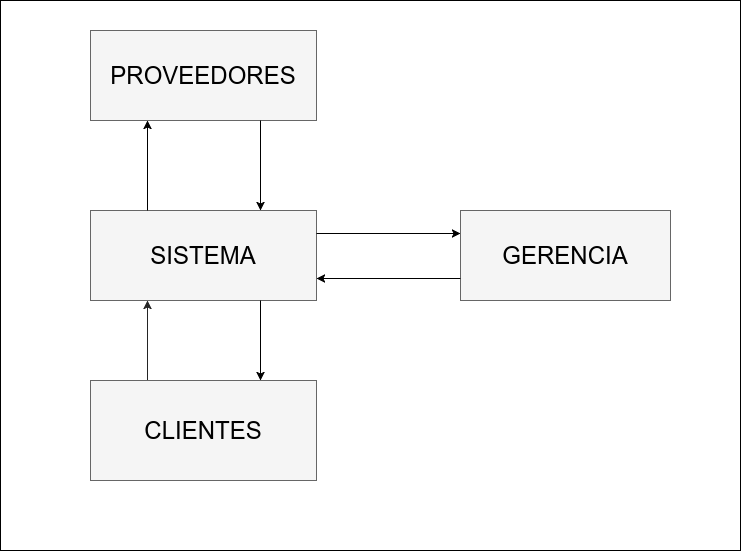 PROVEEDORES
SISTEMA
GERENCIA
CLIENTES